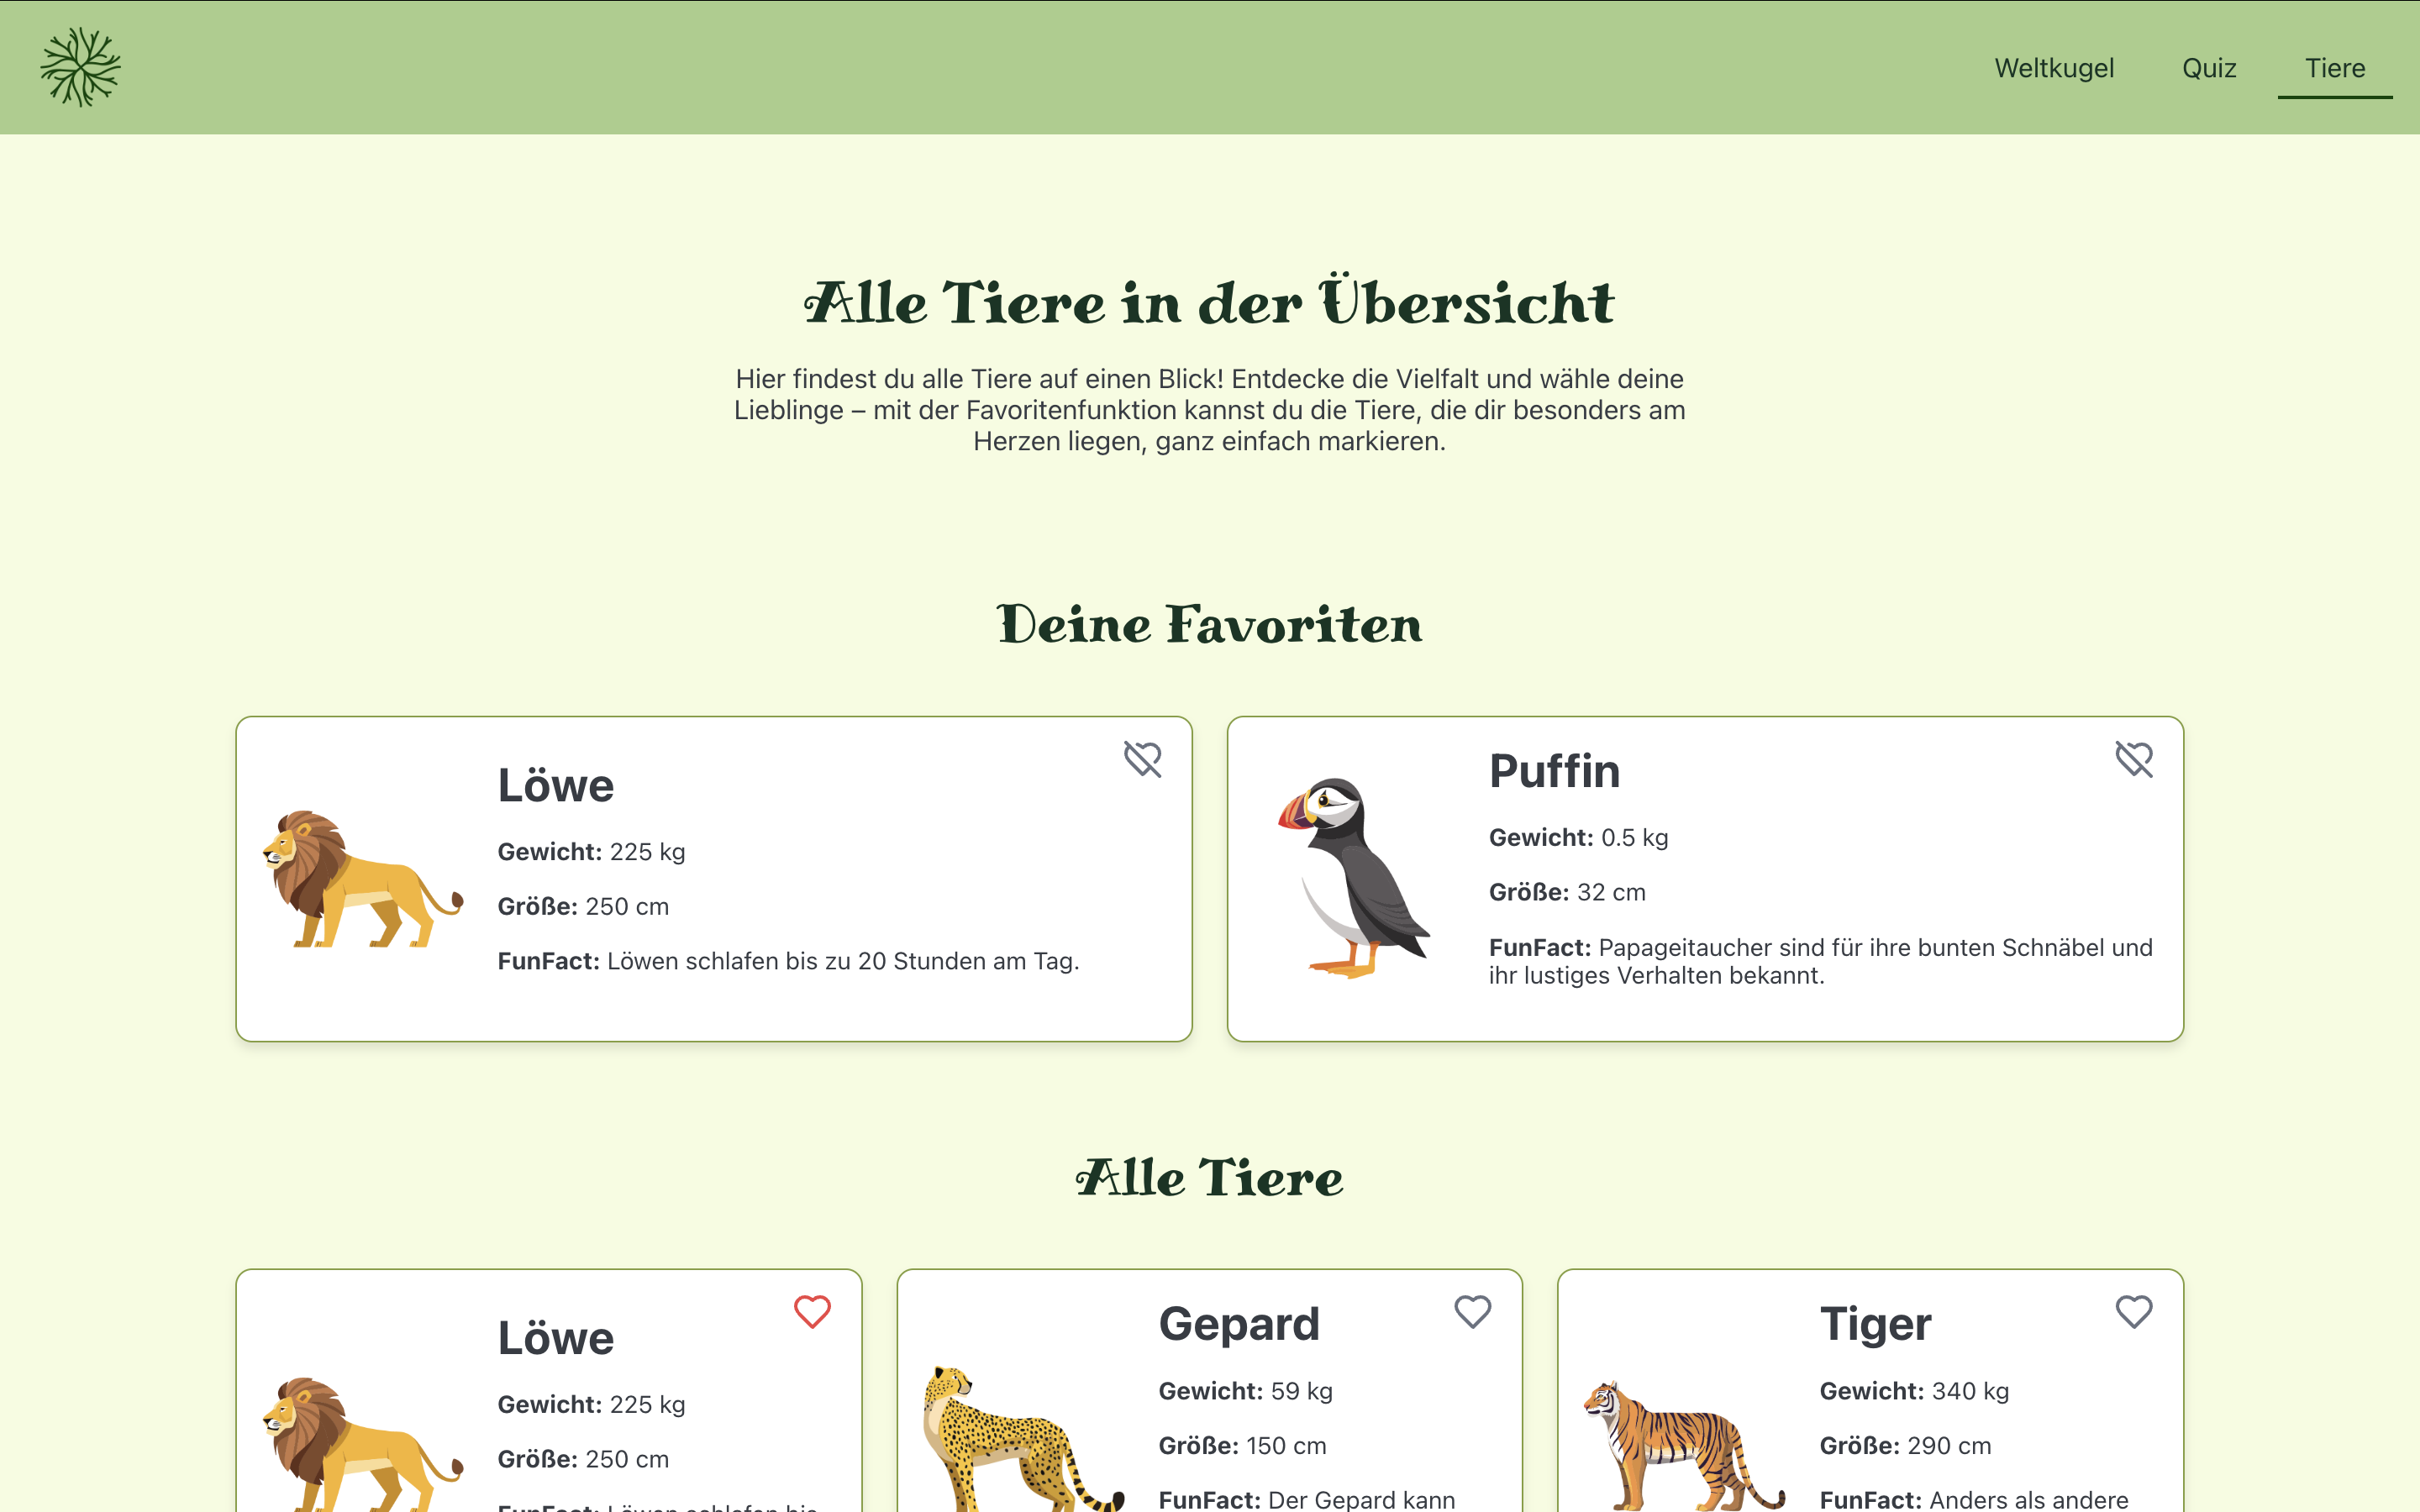 Weltkugel
Quiz
Tiere
Alle Tiere in der Übersicht
Hier findest du alle Tiere auf einen Blick! Entdecke die Vielfalt und wähle deine
Lieblinge – mit der Favoritenfunktion kannst du die Tiere, die dir besonders am
Herzen liegen, ganz einfach markieren.
Deine Favoriten
Löwe
Gewicht: 225 kg
Größe: 250 cm
FunFact: Löwen schlafen bis zu 20 Stunden am Tag.
Puffin
Gewicht: 0.5 kg
Größe: 32 cm
FunFact: Papageitaucher sind für ihre bunten Schnäbel und
ihr lustiges Verhalten bekannt.
Alle Tiere
Löwe
Gewicht: 225 kg
Größe: 250 cm
FunFact: Löwen schlafen bis
Gepard
Gewicht: 59 kg
Größe: 150 cm
FunFact: Der Gepard kann
Tiger
Gewicht: 340 kg
Größe: 290 cm
FunFact: Anders als andere